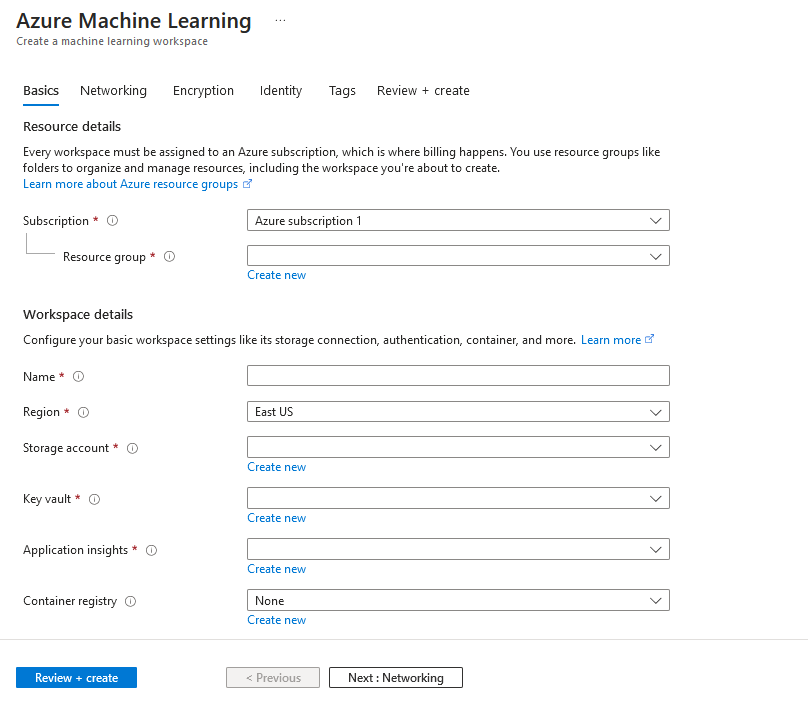 Azure Machine Learning ...
Create a machine learning workspace
Basics Networking Encryption Identity Tags Review + create
Resource details
Every workspace must be assigned to an Azure subscription, which is where billing happens. You use resource groups like
folders to organize and manage resources, including the workspace you're about to create.
Learn more about Azure resource groups
Subscription * Azure subscription 1
Resource group *
Create new
Workspace details
Configure your basic workspace settings like its storage connection, authentication, container, and more. Learn more
Name *
Region * East US
Storage account *
Create new
Key vault *
Create new
Application insights *
Create new
Container registry None
Create new
Review + create < Previous Next : Networking